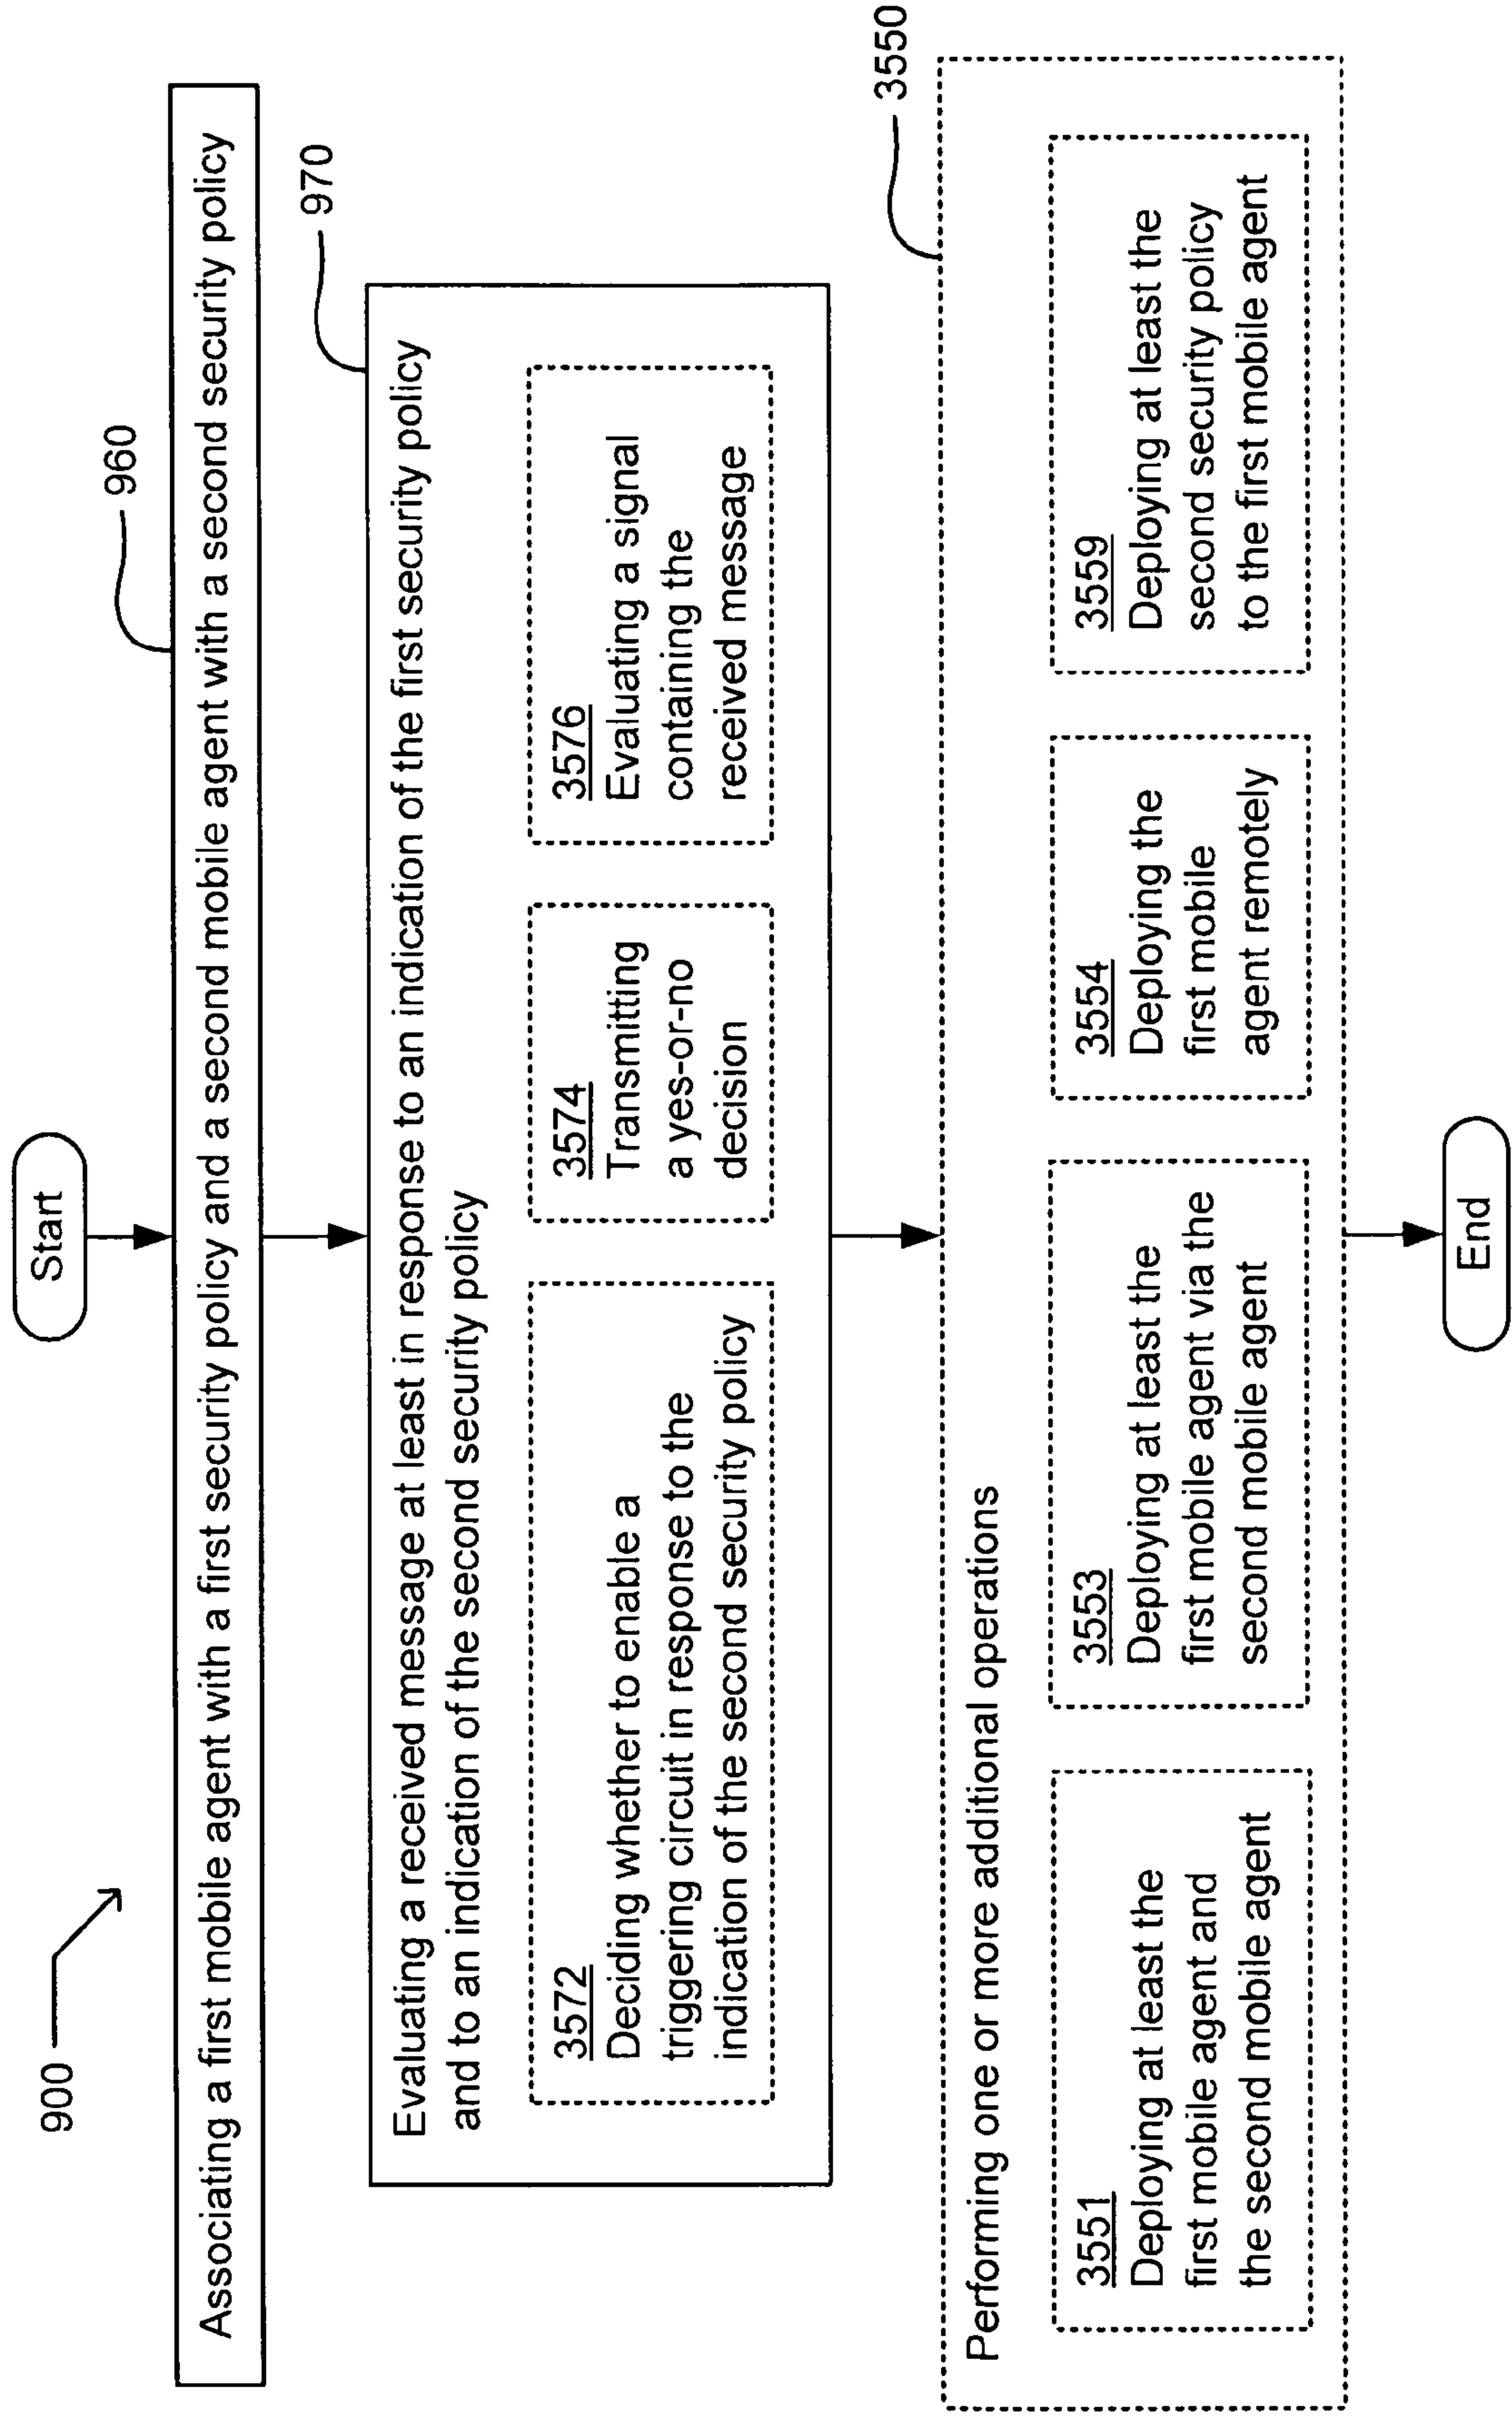 900
Start
960
Associating a first mobile agent with a first security policy and a second mobile agent with a second security policy
970
Evaluating a received message at least in response to an indication of the first security policy
and to an indication of the second security policy
3572
Deciding whether to enable a
triggering circuit in response to the
indication of the second security policy
3574
Transmitting
a yes-or-no
decision
3576
Evaluating a signal
containing the
received message
3550
Performing one or more additional operations
3551
Deploying at least the
first mobile agent and
the second mobile agent
3553
Deploying at least the
first mobile agent via the
second mobile agent
3554
Deploying the
first mobile
agent remotely
3559
Deploying at least the
second security policy
to the first mobile agent
End